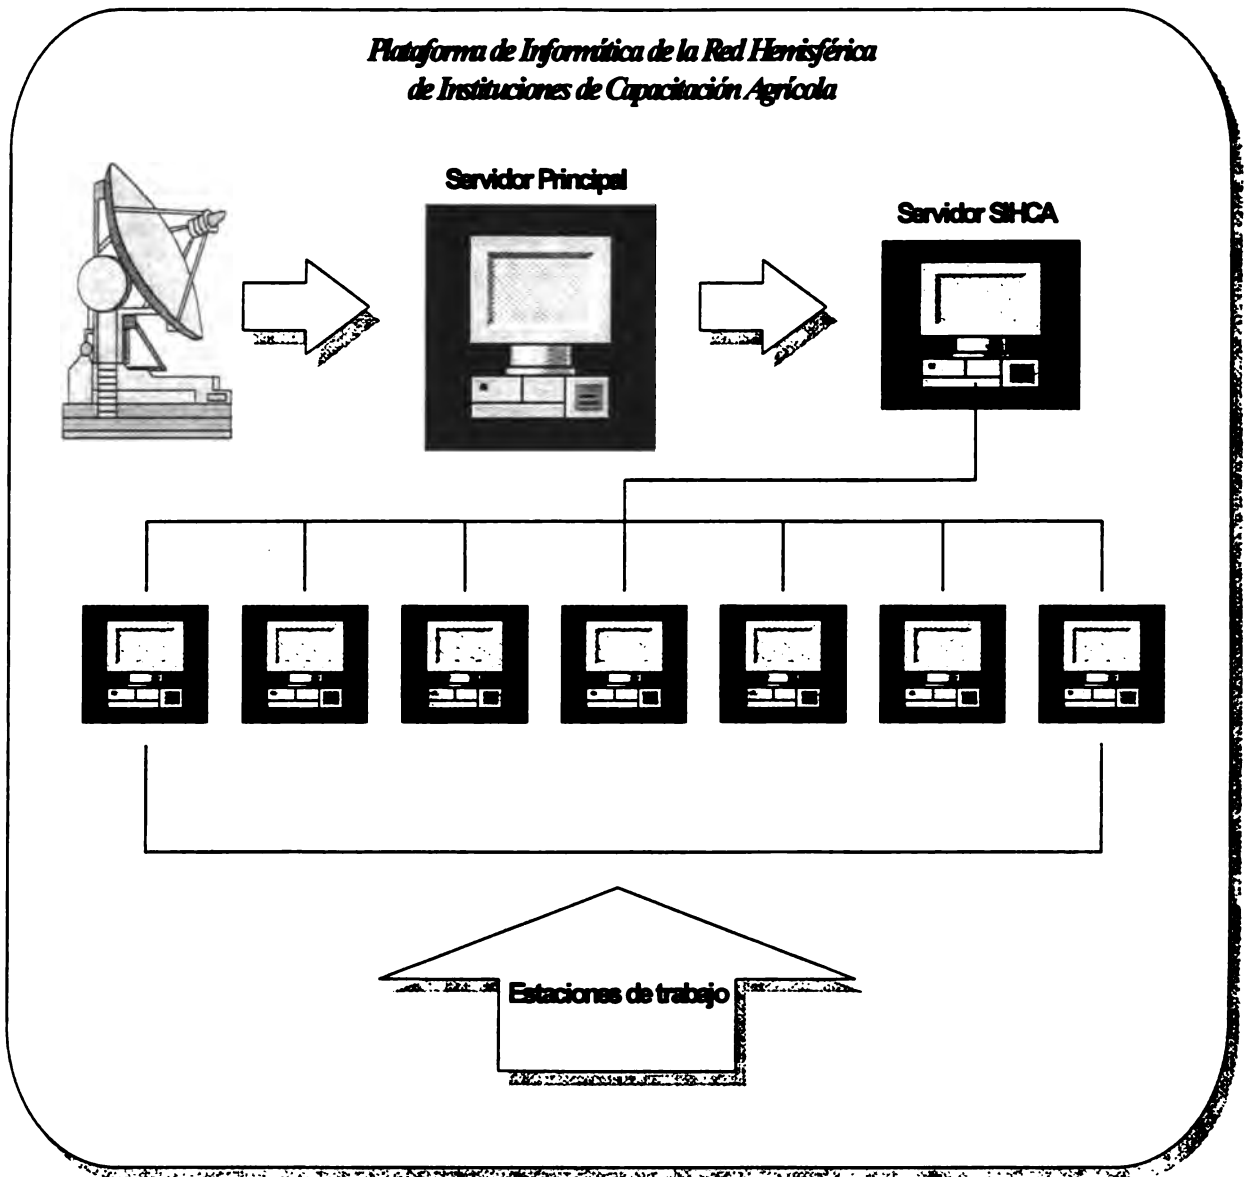 Plataforma de Informática de la Red Hemisférica
de Instituciones de Capacitación Agrícola
Servidor Principal
Servidor SIHCA
Estaciones de trabajo